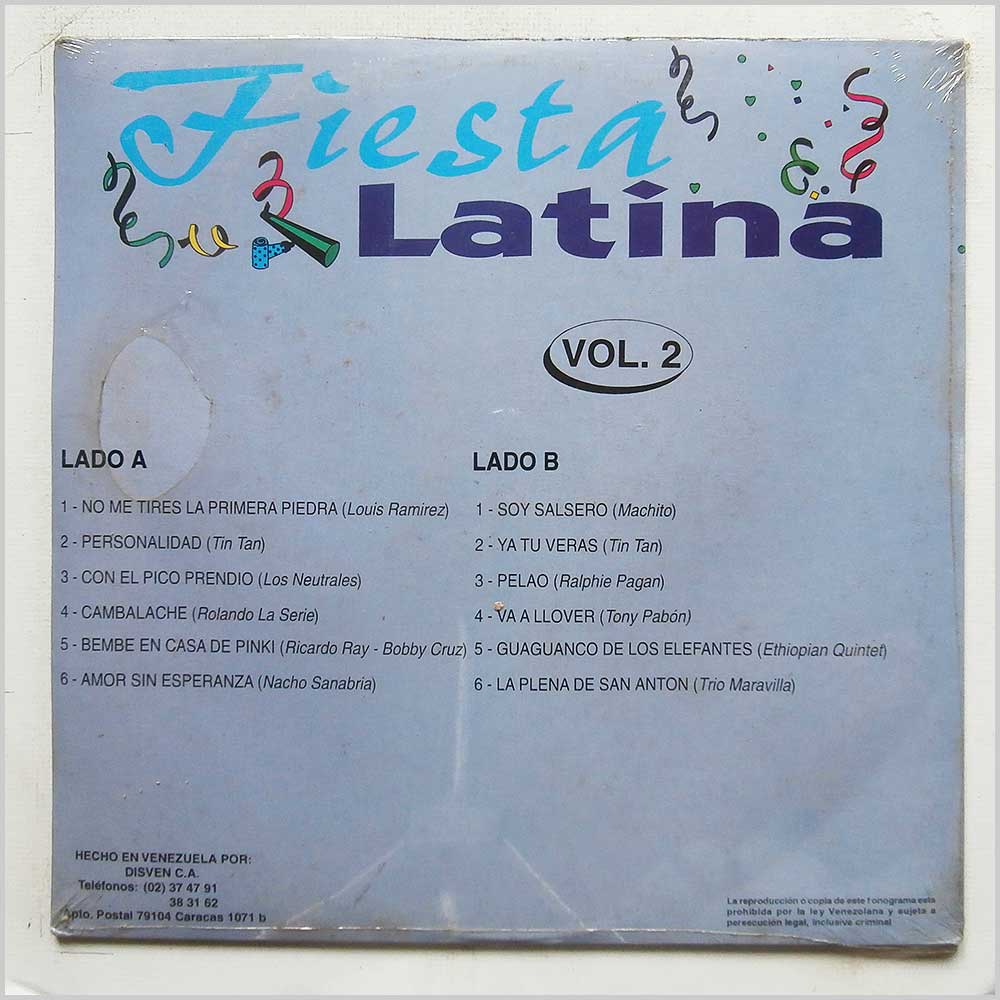 Fiesta
Latina
VOL. 2
LADO A
1 - NO ME TIRES LA PRIMERA PIEDRA (Louis Ramirez)
2 - PERSONALIDAD (Tin Tan)
3 - CON EL PICO PRENDIO (Los Neutrales)
4 - CAMBALACHE (Rolando La Serie)
5 - BEMBE EN CASA DE PINKI (Ricardo Ray - Bobby Cruz)
6 - AMOR SIN ESPERANZA (Nacho Sanabria)
LADO B
1 - SOY SALSERO (Machito)
2 - YA TU VERAS (Tin Tan)
3 - PELAO (Ralphie Pagan)
4 - VA A LLOVER (Tony Pabón)
5 - GUAGUANCO DE LOS ELEFANTES (Ethiopian Quintet)
6 - LA PLENA DE SAN ANTON (Trio Maravilla)
HECHO EN VENEZUELA POR:
DISVEN C.A.
Teléfonos: (02) 37 47 91
38 31 62
Apto. Postal 79104 Caracas 1071 b
La reproducción o copia de este fonograma esta
prohibida por la ley Venezolana y sujeta a
persecución legal, inclusive criminal